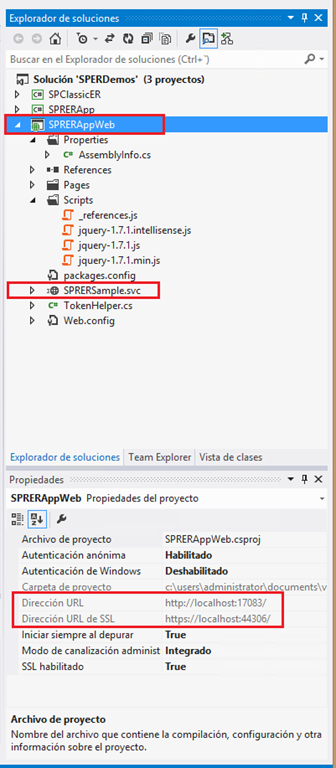 Explorador de soluciones
Buscar en el Explorador de soluciones (Ctrl+¨)
Solución 'SPERDemos' (3 proyectos)
SPClassicER
SPRERApp
SPRERAppWeb
Properties
AssemblyInfo.cs
References
Pages
Scripts
_references.js
jquery-1.7.1.intellisense.js
jquery-1.7.1.js
jquery-1.7.1.min.js
packages.config
SPRERSample.svc
TokenHelper.cs
Web.config
Explorador de soluciones Team Explorer Vista de clases
Propiedades
SPRERAppWeb Propiedades del proyecto
Archivo de proyecto SPRERAppWeb.csproj
Autenticación anónima Habilitado
Autenticación de Windows Deshabilitado
Carpeta de proyecto c:\users\administrator\documents\v
Dirección URL http://localhost:17083/
Dirección URL de SSL https://localhost:44306/
Iniciar siempre al depurar True
Modo de canalización administ Integrado
SSL habilitado True
Archivo de proyecto
Nombre del archivo que contiene la compilación, configuración y otra
información sobre el proyecto.